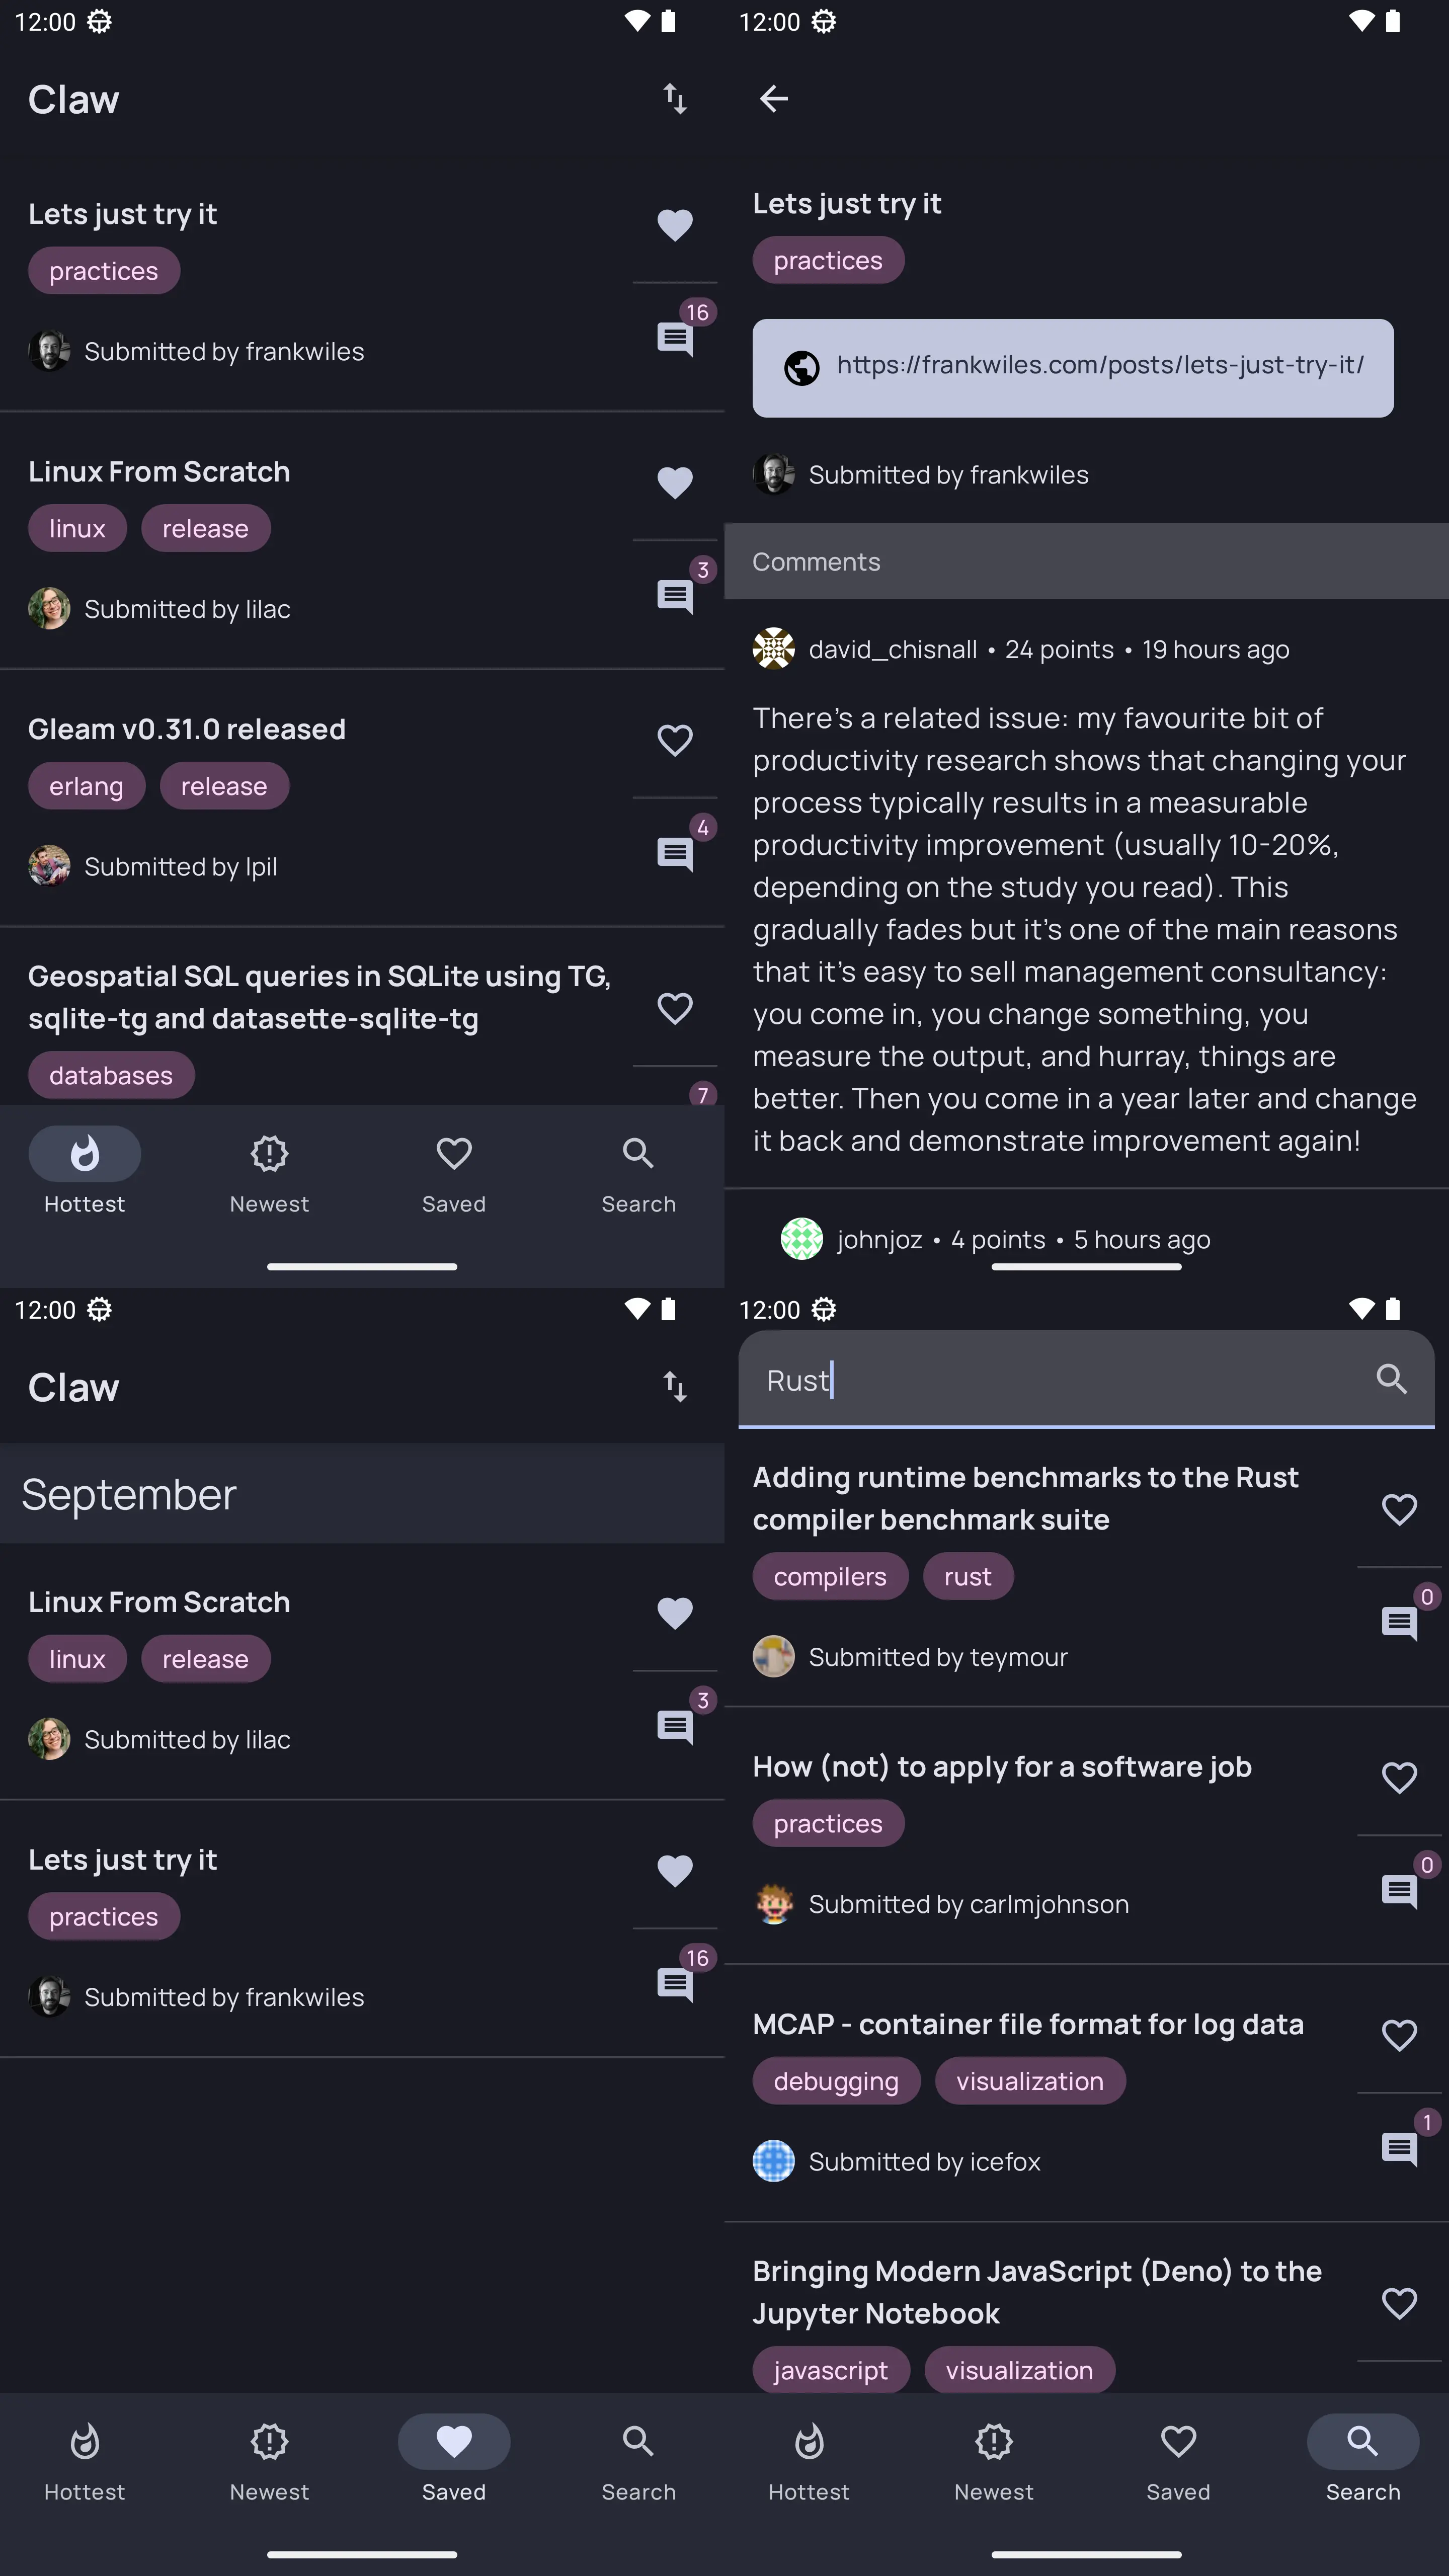 12:00
Claw
Lets just try it
practices
16
Submitted by frankwiles
Linux From Scratch
linux release
3
Submitted by lilac
Gleam v0.31.0 released
erlang release
4
Submitted by lpil
Geospatial SQL queries in SQLite using TG,
sqlite-tg and datasette-sqlite-tg
databases
7
Hottest Newest Saved Search
12:00
Lets just try it
practices
https://frankwiles.com/posts/lets-just-try-it/
Submitted by frankwiles
Comments
david_chisnall • 24 points • 19 hours ago
There's a related issue: my favourite bit of
productivity research shows that changing your
process typically results in a measurable
productivity improvement (usually 10-20%,
depending on the study you read). This
gradually fades but it's one of the main reasons
that it's easy to sell management consultancy:
you come in, you change something, you
measure the output, and hurray, things are
better. Then you come in a year later and change
it back and demonstrate improvement again!
johnjoz • 4 points • 5 hours ago
12:00
Claw
September
Linux From Scratch
linux release
3
Submitted by lilac
Lets just try it
practices
16
Submitted by frankwiles
Hottest Newest Saved Search
12:00
Rust
Adding runtime benchmarks to the Rust
compiler benchmark suite
compilers rust
0
Submitted by teymour
How (not) to apply for a software job
practices
0
Submitted by carlmjohnson
MCAP - container file format for log data
debugging visualization
1
Submitted by icefox
Bringing Modern JavaScript (Deno) to the
Jupyter Notebook
javascript visualization
Hottest Newest Saved Search